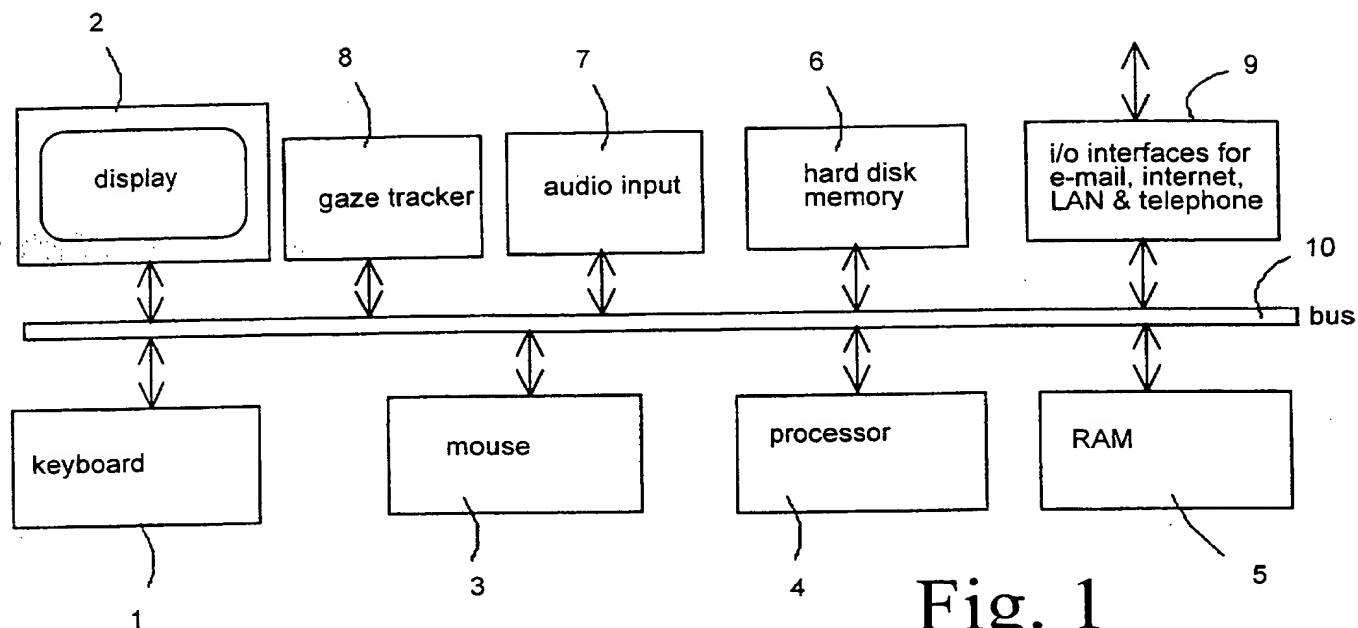 2
8
7
6
9
display
gaze tracker
audio input
hard disk
memory
i/o interfaces for
e-mail, internet,
LAN & telephone
10
bus
keyboard
mouse
processor
RAM
1
3
4
5
Fig. 1